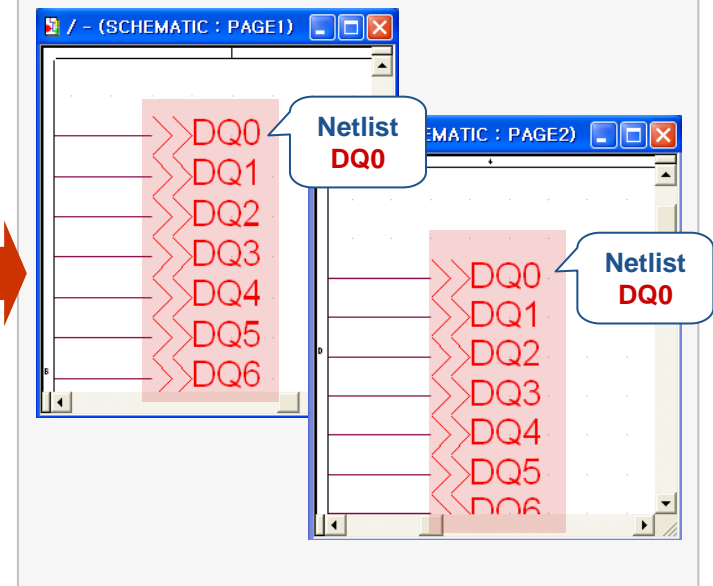 / - (SCHEMATIC : PAGE1)
DQ0
DQ1
DQ2
DQ3
DQ4
DQ5
DQ6
B
Netlist
DQ0
EMATIC : PAGE2)
DQ0
DQ1
DQ2
DQ3
DQ4
DQ5
DQ6
D
Netlist
DQ0